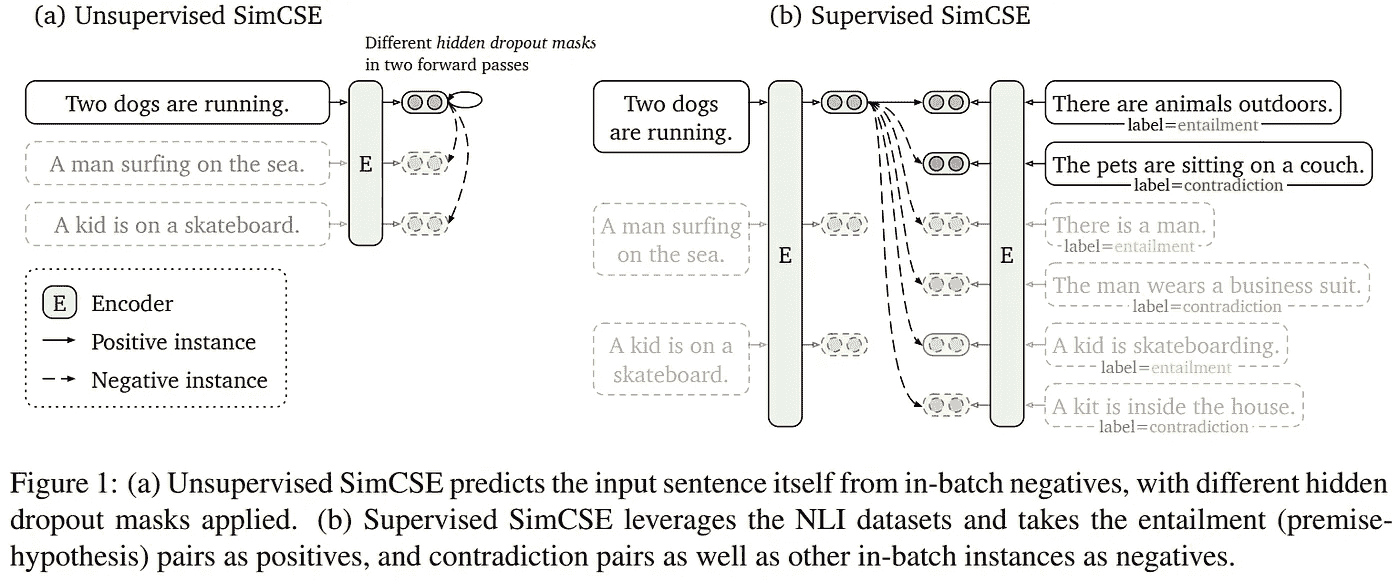 (a) Unsupervised SimCSE
Different hidden dropout masks
in two forward passes
Two dogs are running.
A man surfing on the sea.
A kid is on a skateboard.
E
E Encoder
Positive instance
Negative instance
(b) Supervised SimCSE
Two dogs
are running.
A man surfing
on the sea.
A kid is on a
skateboard.
E
E
There are animals outdoors.
label=entailment
The pets are sitting on a couch.
label=contradiction
There is a man.
label=entailment
The man wears a business suit.
label=contradiction
A kid is skateboarding.
label=entailment
A kit is inside the house.
label=contradiction
Figure 1: (a) Unsupervised SimCSE predicts the input sentence itself from in-batch negatives, with different hidden
dropout masks applied. (b) Supervised SimCSE leverages the NLI datasets and takes the entailment (premise-
hypothesis) pairs as positives, and contradiction pairs as well as other in-batch instances as negatives.